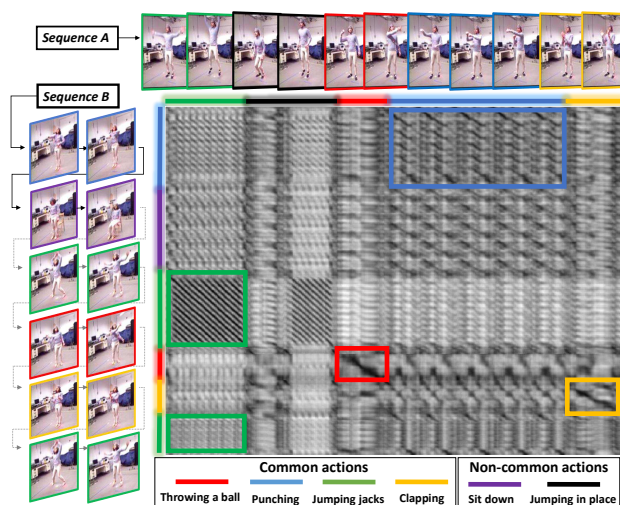 Sequence A
Sequence B
Common actions
Non-common actions
Throwing a ball
Punching
Jumping jacks
Clapping
Sit down
Jumping in place